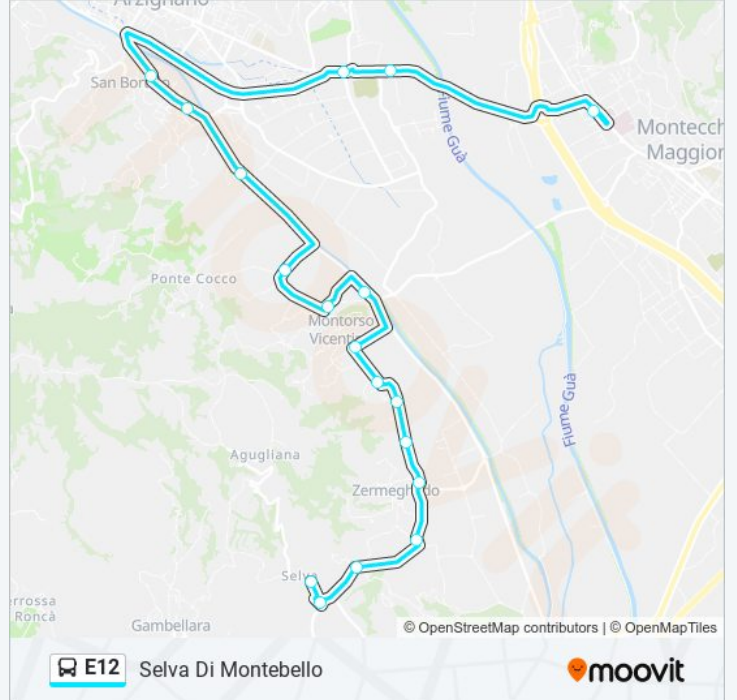 Arzignano
San Bortolo
Fiume Guà
Montecch
Maggior
Ponte Cocco
Montorso
Vicentino
Fiume Guà
Agugliana
Zermeghedo
Selva
errossa
Roncà
Gambellara
© OpenStreetMap contributors | © OpenMapTiles
E12 Selva Di Montebello
moovit